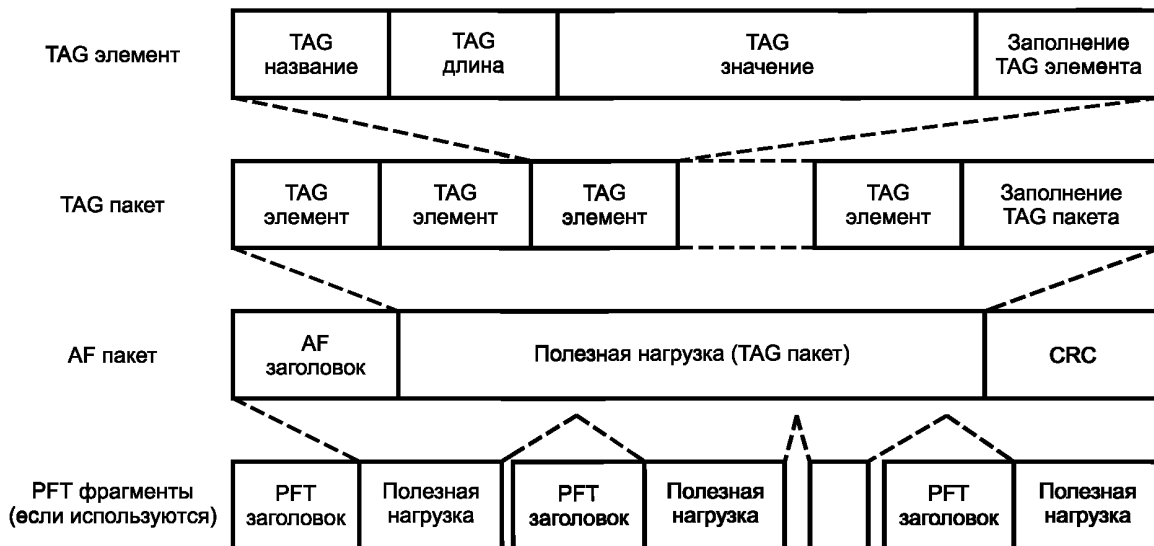 TAG элемент
TAG
название
TAG
длина
TAG
значение
Заполнение
TAG элемента
TAG пакет
TAG
элемент
TAG
элемент
TAG
элемент
TAG
элемент
Заполнение
TAG пакета
AF пакет
AF
заголовок
Полезная нагрузка (TAG пакет)
CRC
PFT фрагменты
(если используются)
PFT
заголовок
Полезная
нагрузка
PFT
заголовок
Полезная
нагрузка
PFT
заголовок
Полезная
нагрузка